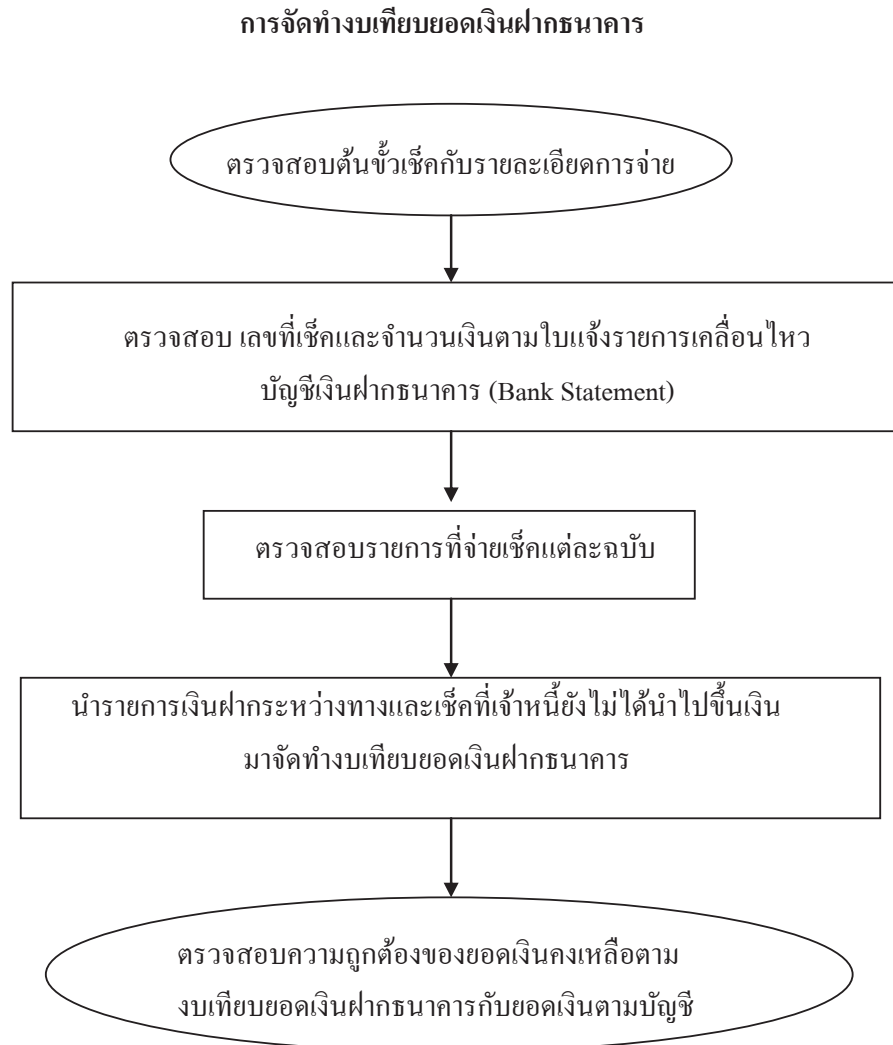 การจัดทำงบเทียบยอดเงินฝากธนาคาร
ตรวจสอบต้นขั้วเช็คกับรายละเอียดการจ่าย
ตรวจสอบ เลขที่เช็คและจำนวนเงินตามใบแจ้งรายการเคลื่อนไหว
บัญชีเงินฝากธนาคาร (Bank Statement)
ตรวจสอบรายการที่จ่ายเช็คแต่ละฉบับ
นำรายการเงินฝากระหว่างทางและเช็คที่เจ้าหนี้ยังไม่ได้นำไปขึ้นเงิน
มาจัดทำงบเทียบยอดเงินฝากธนาคาร
ตรวจสอบความถูกต้องของยอดเงินคงเหลือตาม
งบเทียบยอดเงินฝากธนาคารกับยอดเงินตามบัญชี